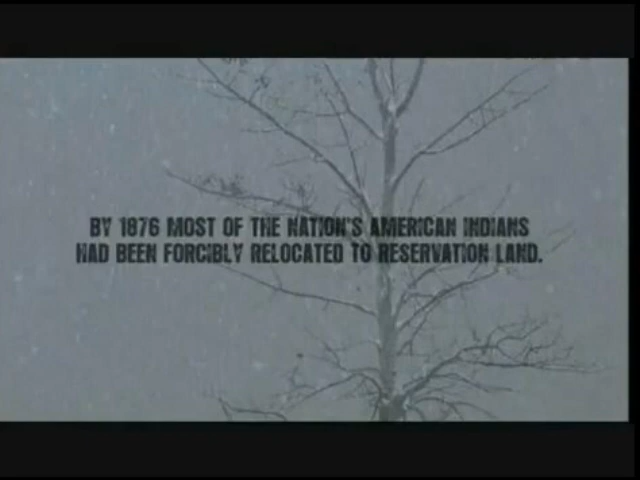 BY 1876 MOST OF THE NATION'S AMERICAN INDIANS
HAD BEEN FORCIBLY RELOCATED TO RESERVATION LAND.